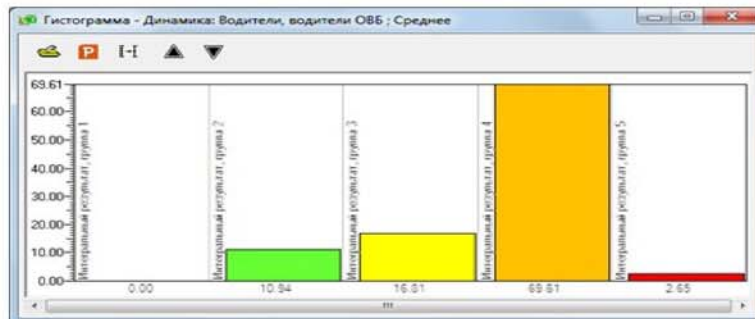 Гистограмма - Динамика: Водители, водители ОВБ ; Среднее
P
69.61
60.00
50.00
40.00
30.00
20.00
10.00
0.00
Интегральный результат, группа 1
Интегральный результат, группа 2
Интегральный результат, группа 3
Интегральный результат, группа 4
Интегральный результат, группа 5
0.00
10.94
16.81
69.61
2.65